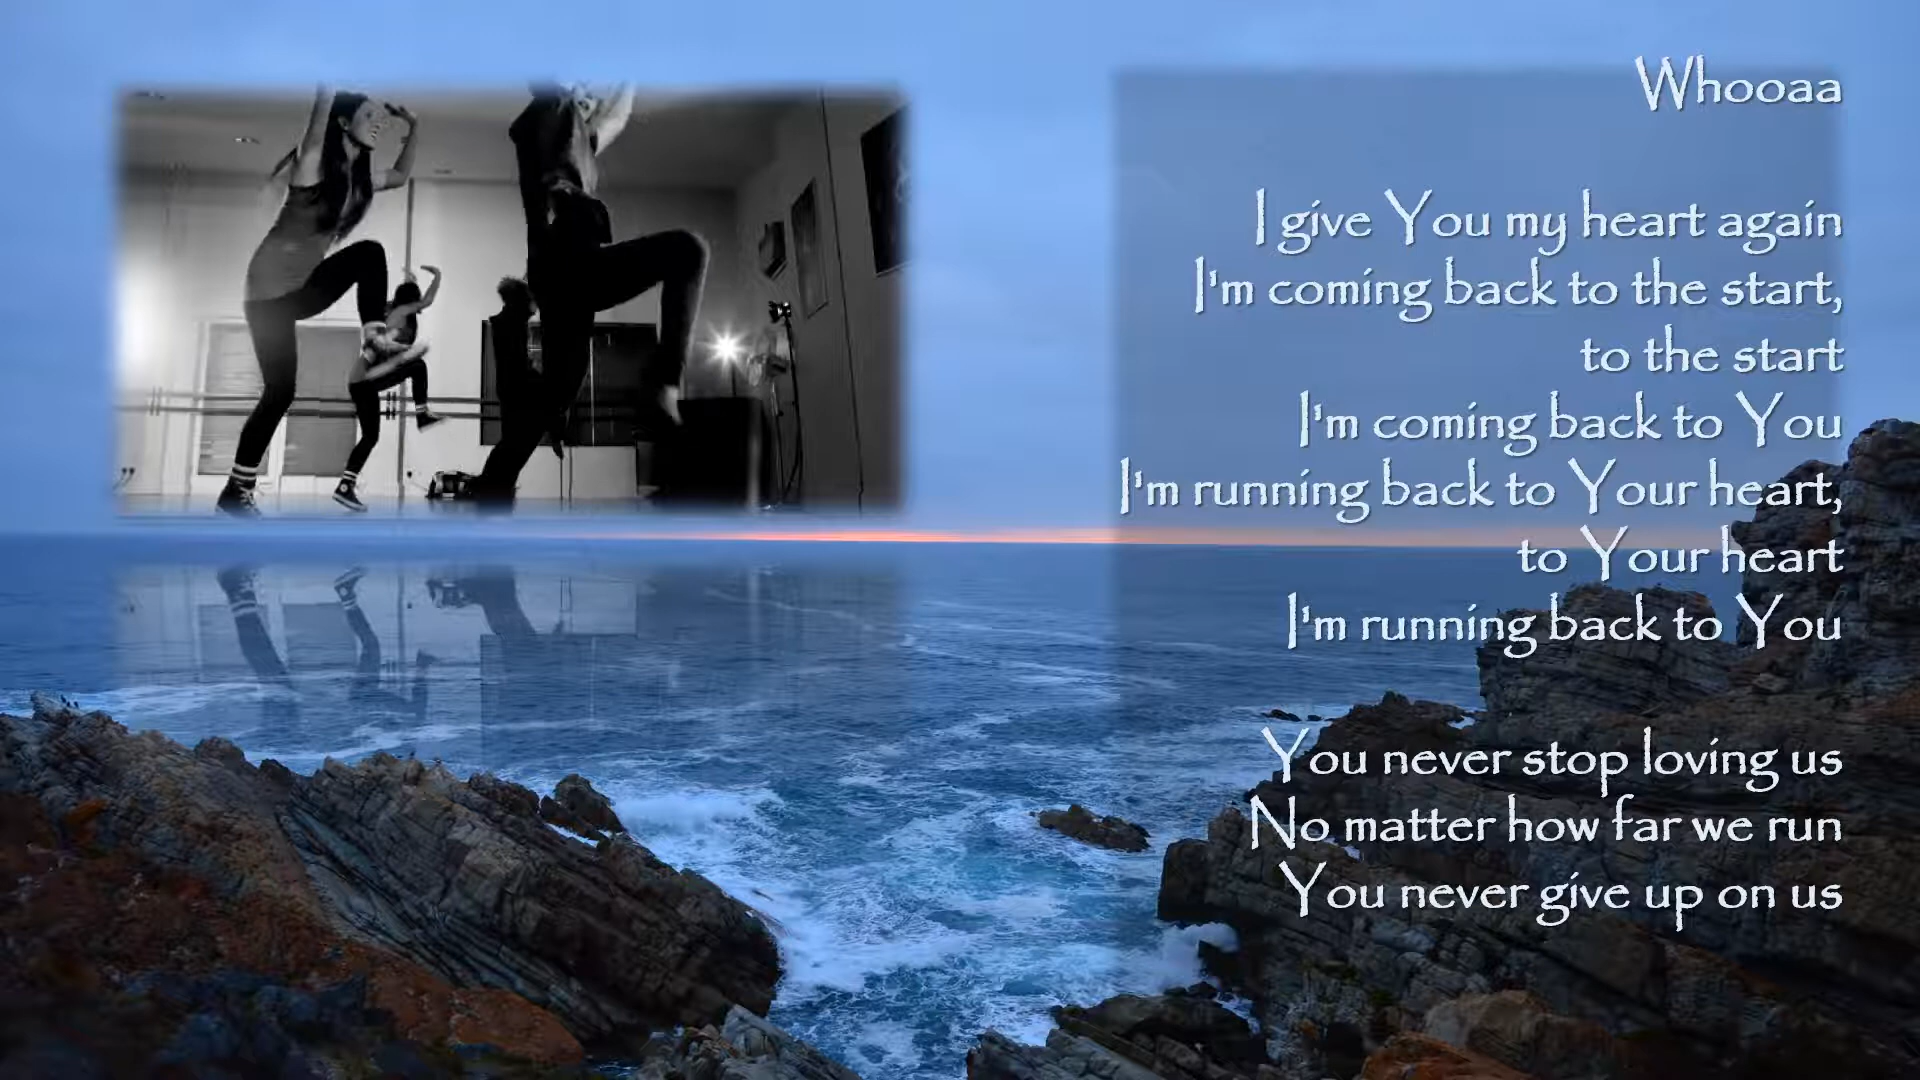 Whooaa
I give You my heart again
I'm coming back to the start,
to the start
I'm coming back to You
I'm running back to Your heart,
to Your heart
I'm running back to You
You never stop loving us
No matter how far we run
You never give up on us